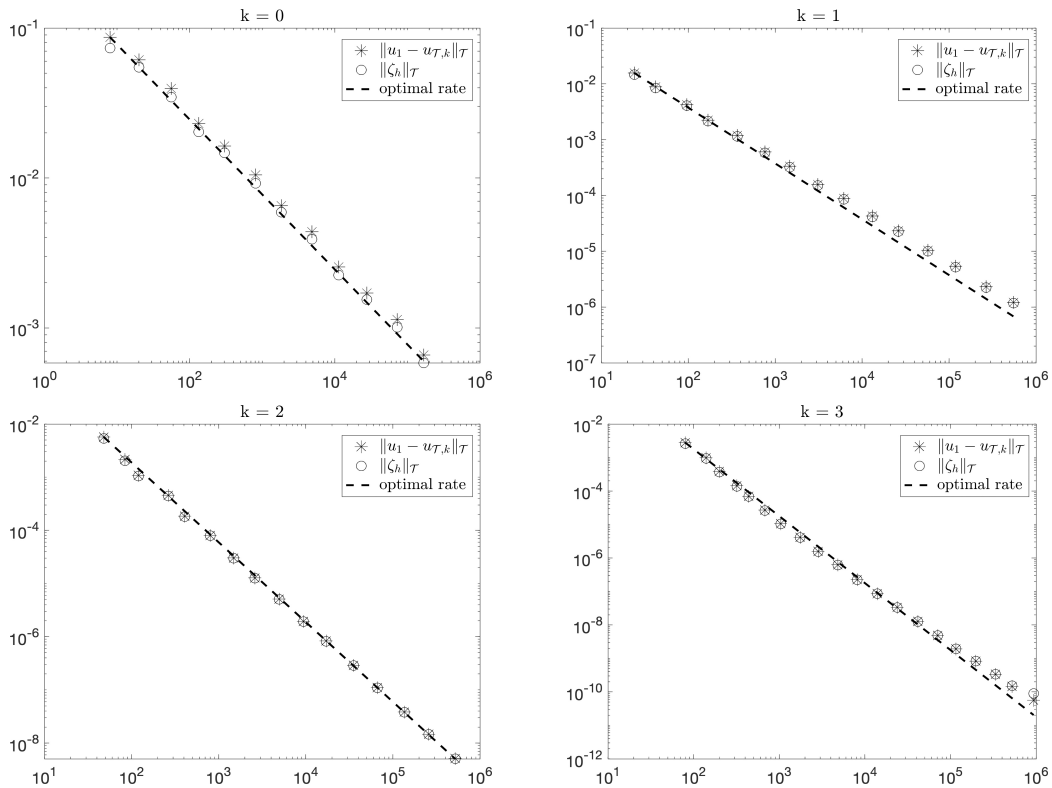 k = 0
10^-1
10^-2
10^-3
10^0 10^2 10^4 10^6
∥u_1 − u_{𝒯,k}∥_𝒯
∥ζ_h∥_𝒯
optimal rate
k = 1
10^-1
10^-2
10^-3
10^-4
10^-5
10^-6
10^-7
10^1 10^2 10^3 10^4 10^5 10^6
∥u_1 − u_{𝒯,k}∥_𝒯
∥ζ_h∥_𝒯
optimal rate
k = 2
10^-2
10^-4
10^-6
10^-8
10^1 10^2 10^3 10^4 10^5 10^6
∥u_1 − u_{𝒯,k}∥_𝒯
∥ζ_h∥_𝒯
optimal rate
k = 3
10^-2
10^-4
10^-6
10^-8
10^-10
10^-12
10^1 10^2 10^3 10^4 10^5 10^6
∥u_1 − u_{𝒯,k}∥_𝒯
∥ζ_h∥_𝒯
optimal rate